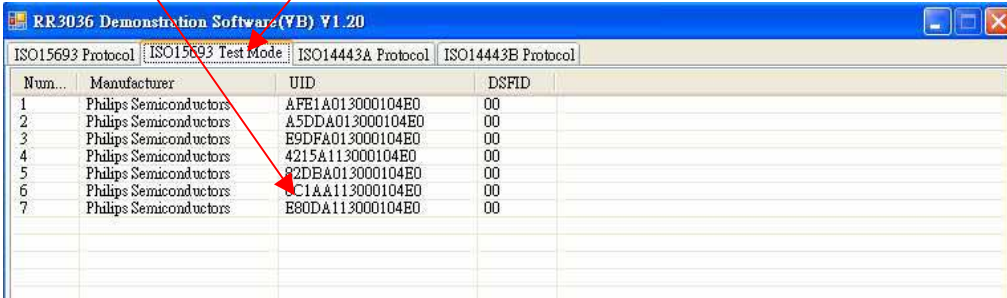 RR3036 Demonstration Software(VB) V1.20
ISO15693 Protocol ISO15693 Test Mode ISO14443A Protocol ISO14443B Protocol
Num... Manufacturer UID DSFID
1 Philips Semiconductors AFE1A013000104E0 00
2 Philips Semiconductors A5DDA013000104E0 00
3 Philips Semiconductors E9DFA013000104E0 00
4 Philips Semiconductors 4215A113000104E0 00
5 Philips Semiconductors 00
6 Philips Semiconductors 00
7 Philips Semiconductors E80DA113000104E0 00